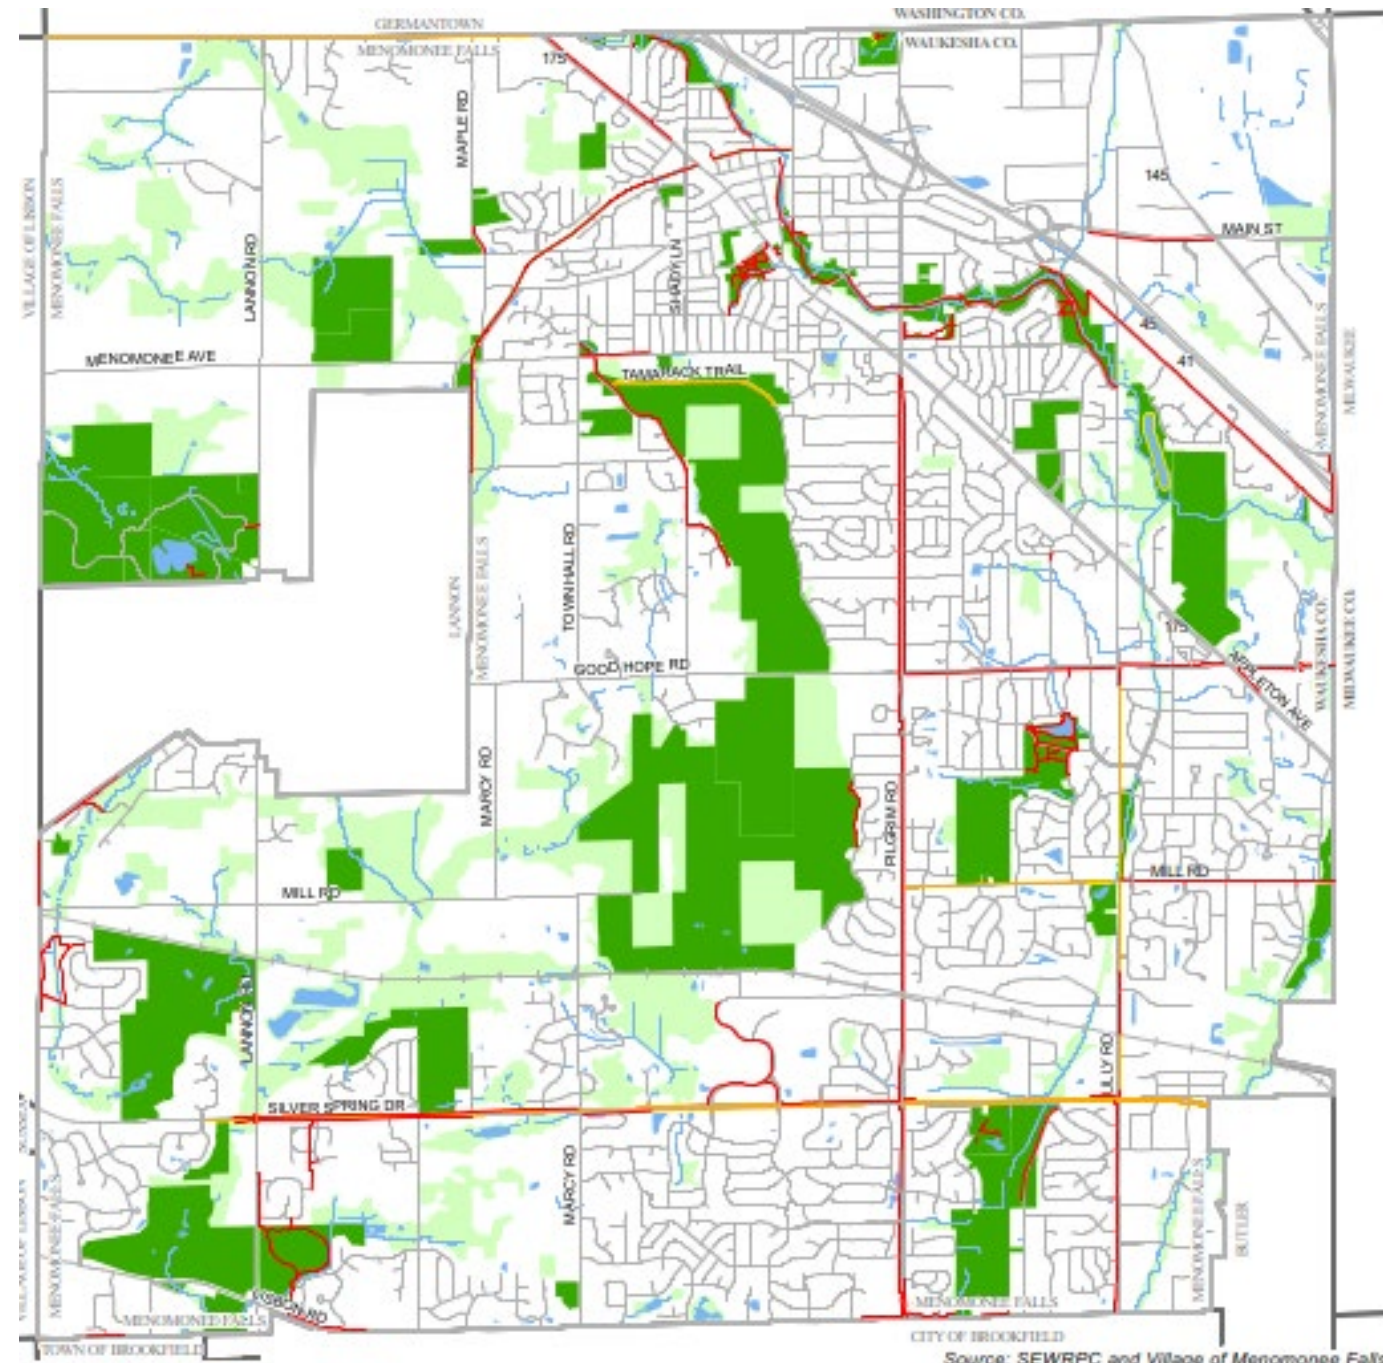 WASHINGTON CO.
GERMANTOWN
MENOMONEE FALLS
WAUKESHA CO.
175
MAPLE RD
145
VILLAGE OF LISBON
MENOMONEE FALLS
LANNON RD
SHADY LN
MAIN ST
MENOMONEE FALLS
MILWAUKEE
45
41
MENOMONEE AVE
TAMARACK TRAIL
LANNON
MENOMONEE FALLS
TOWN HALL RD
175
WAUKESHA CO.
MILWAUKEE CO.
GOOD HOPE RD
APPLETON AVE
MARCY RD
PILGRIM RD
MILL RD
MILL RD
LANNON RD
LILLY RD
SILVER SPRING DR
MARCY RD
MENOMONEE FALLS
MENOMONEE FALLS
BUTLER
LISBON RD
MENOMONEE FALLS
MENOMONEE FALLS
TOWN OF BROOKFIELD
CITY OF BROOKFIELD
Source: SEWRPC and Village of Menomonee Falls